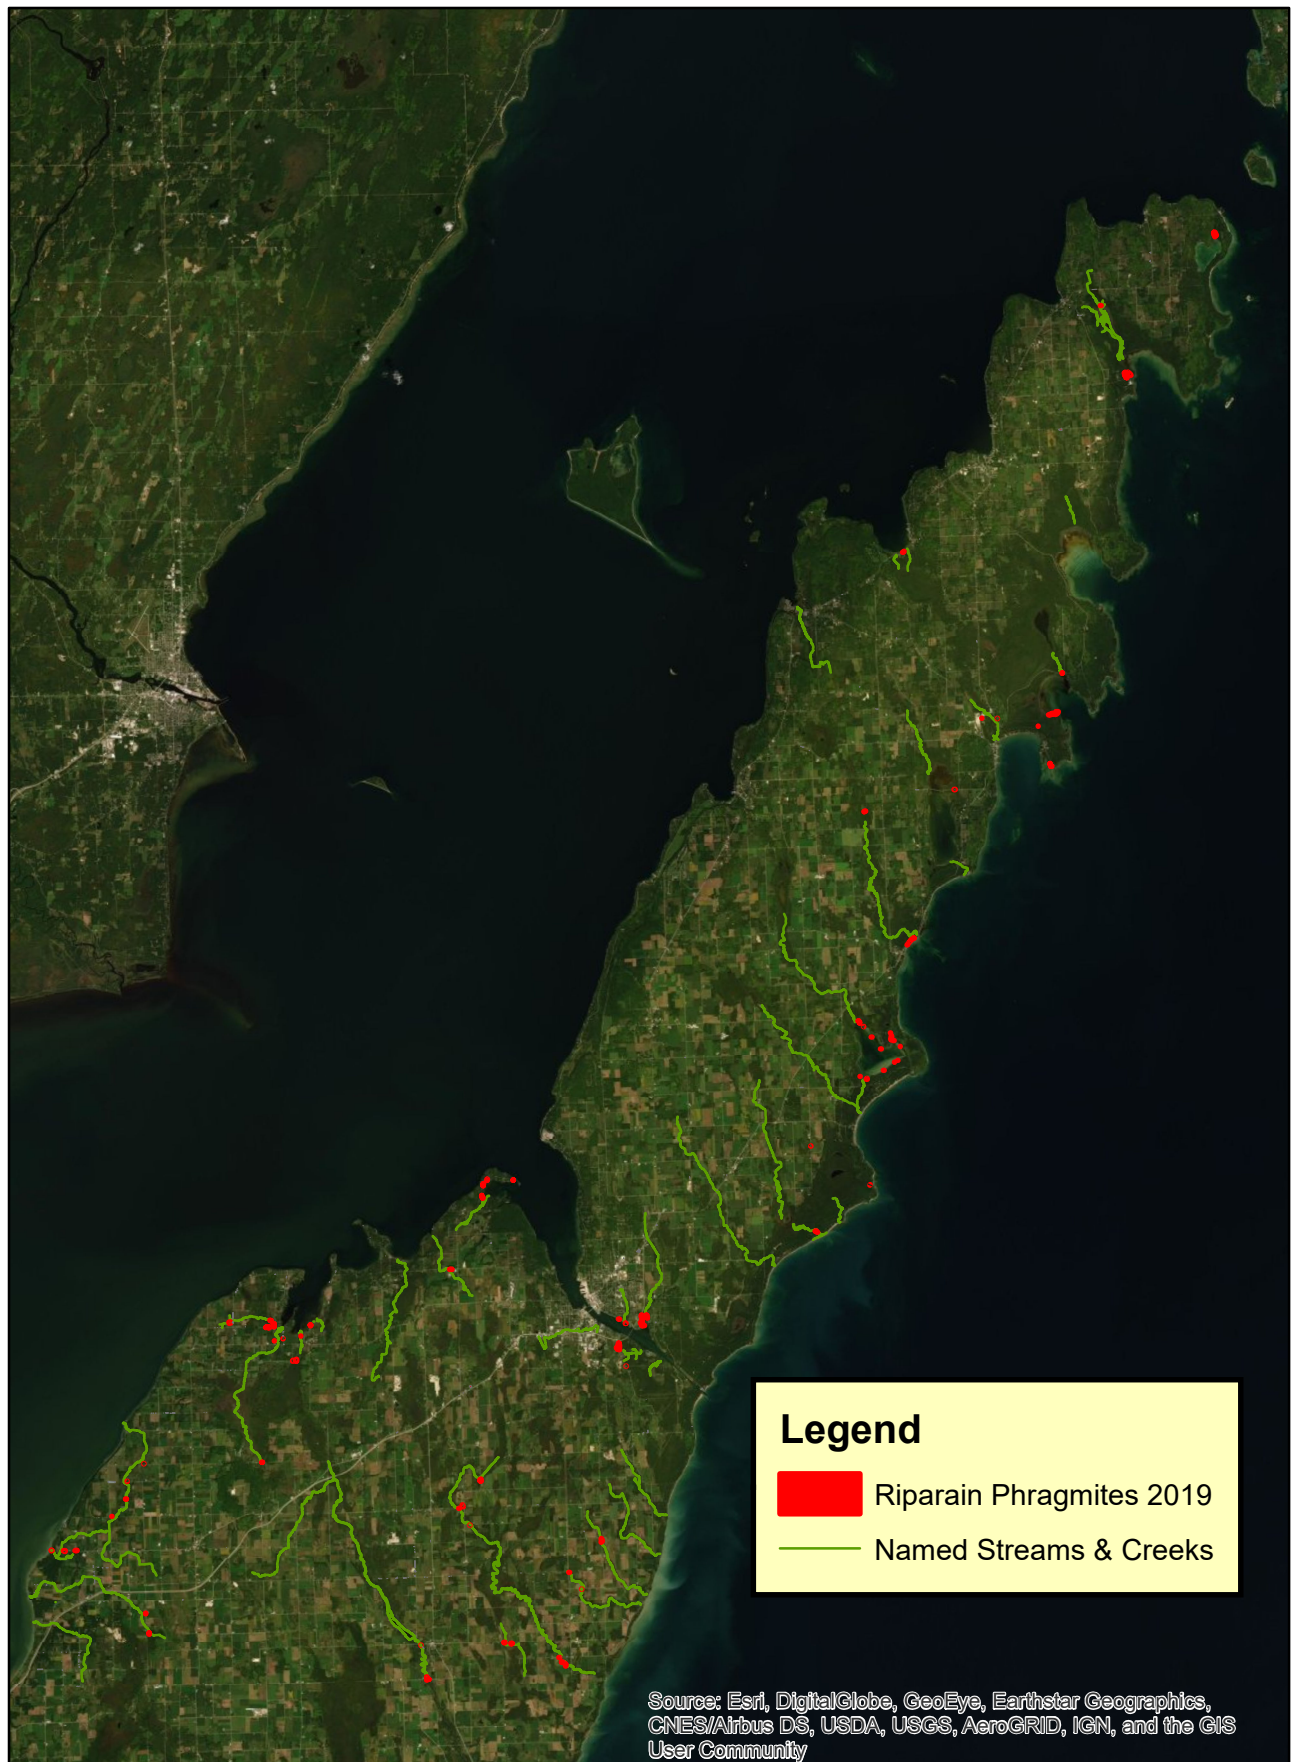 Legend
Riparain Phragmites 2019
Named Streams & Creeks
Source: Esri, DigitalGlobe, GeoEye, Earthstar Geographics,
CNES/Airbus DS, USDA, USGS, AeroGRID, IGN, and the GIS
User Community